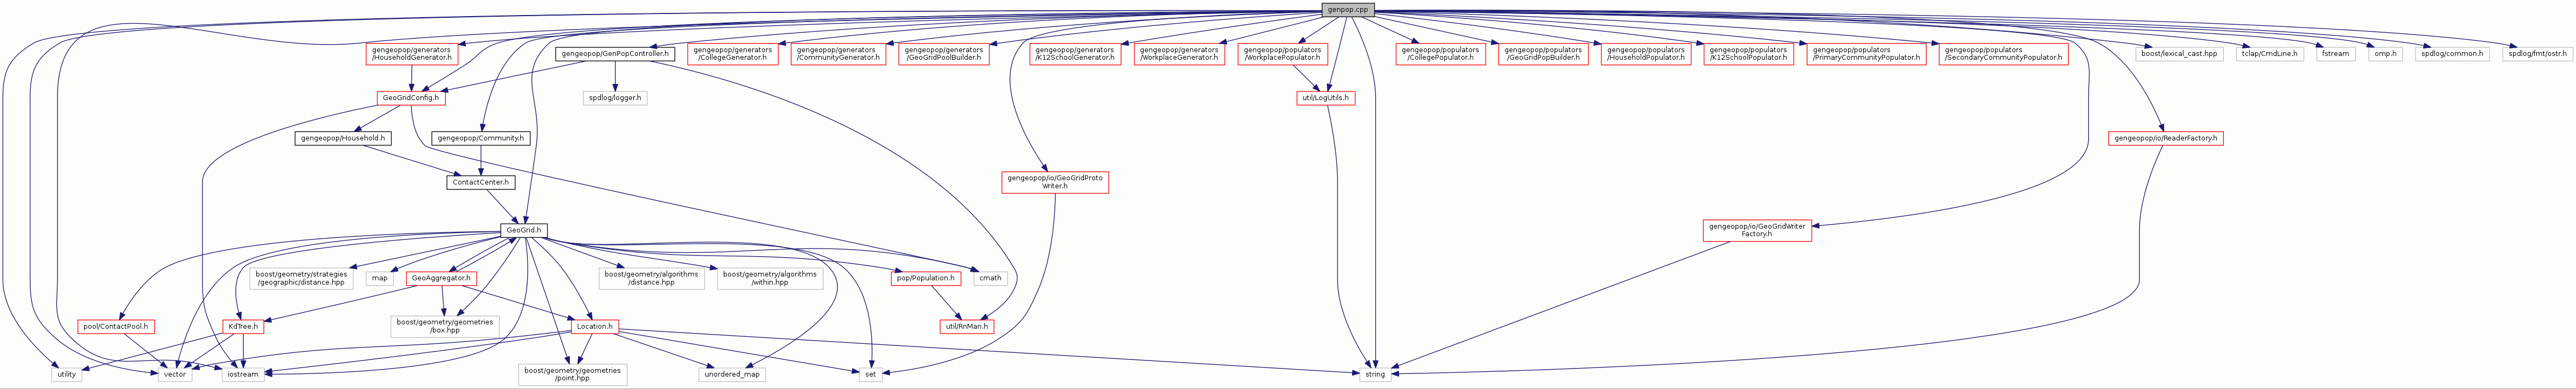 genpop.cpp
gengeopop/generators
/HouseholdGenerator.h
gengeopop/GenPopController.h
gengeopop/generators
/CollegeGenerator.h
gengeopop/generators
/CommunityGenerator.h
gengeopop/generators
/GeoGridPoolBuilder.h
gengeopop/generators
/K12SchoolGenerator.h
gengeopop/generators
/WorkplaceGenerator.h
gengeopop/populators
/WorkplacePopulator.h
gengeopop/populators
/CollegePopulator.h
gengeopop/populators
/GeoGridPopBuilder.h
gengeopop/populators
/HouseholdPopulator.h
gengeopop/populators
/K12SchoolPopulator.h
gengeopop/populators
/PrimaryCommunityPopulator.h
gengeopop/populators
/SecondaryCommunityPopulator.h
boost/lexical_cast.hpp
tclap/CmdLine.h
fstream
omp.h
spdlog/common.h
spdlog/fmt/ostr.h
GeoGridConfig.h
spdlog/logger.h
util/LogUtils.h
gengeopop/Household.h
gengeopop/Community.h
gengeopop/io/ReaderFactory.h
ContactCenter.h
gengeopop/io/GeoGridProto
Writer.h
GeoGrid.h
gengeopop/io/GeoGridWriter
Factory.h
boost/geometry/strategies
/geographic/distance.hpp
map
GeoAggregator.h
boost/geometry/algorithms
/distance.hpp
boost/geometry/algorithms
/within.hpp
pop/Population.h
cmath
pool/ContactPool.h
KdTree.h
boost/geometry/geometries
/box.hpp
Location.h
util/RnMan.h
utility
vector
iostream
boost/geometry/geometries
/point.hpp
unordered_map
set
string